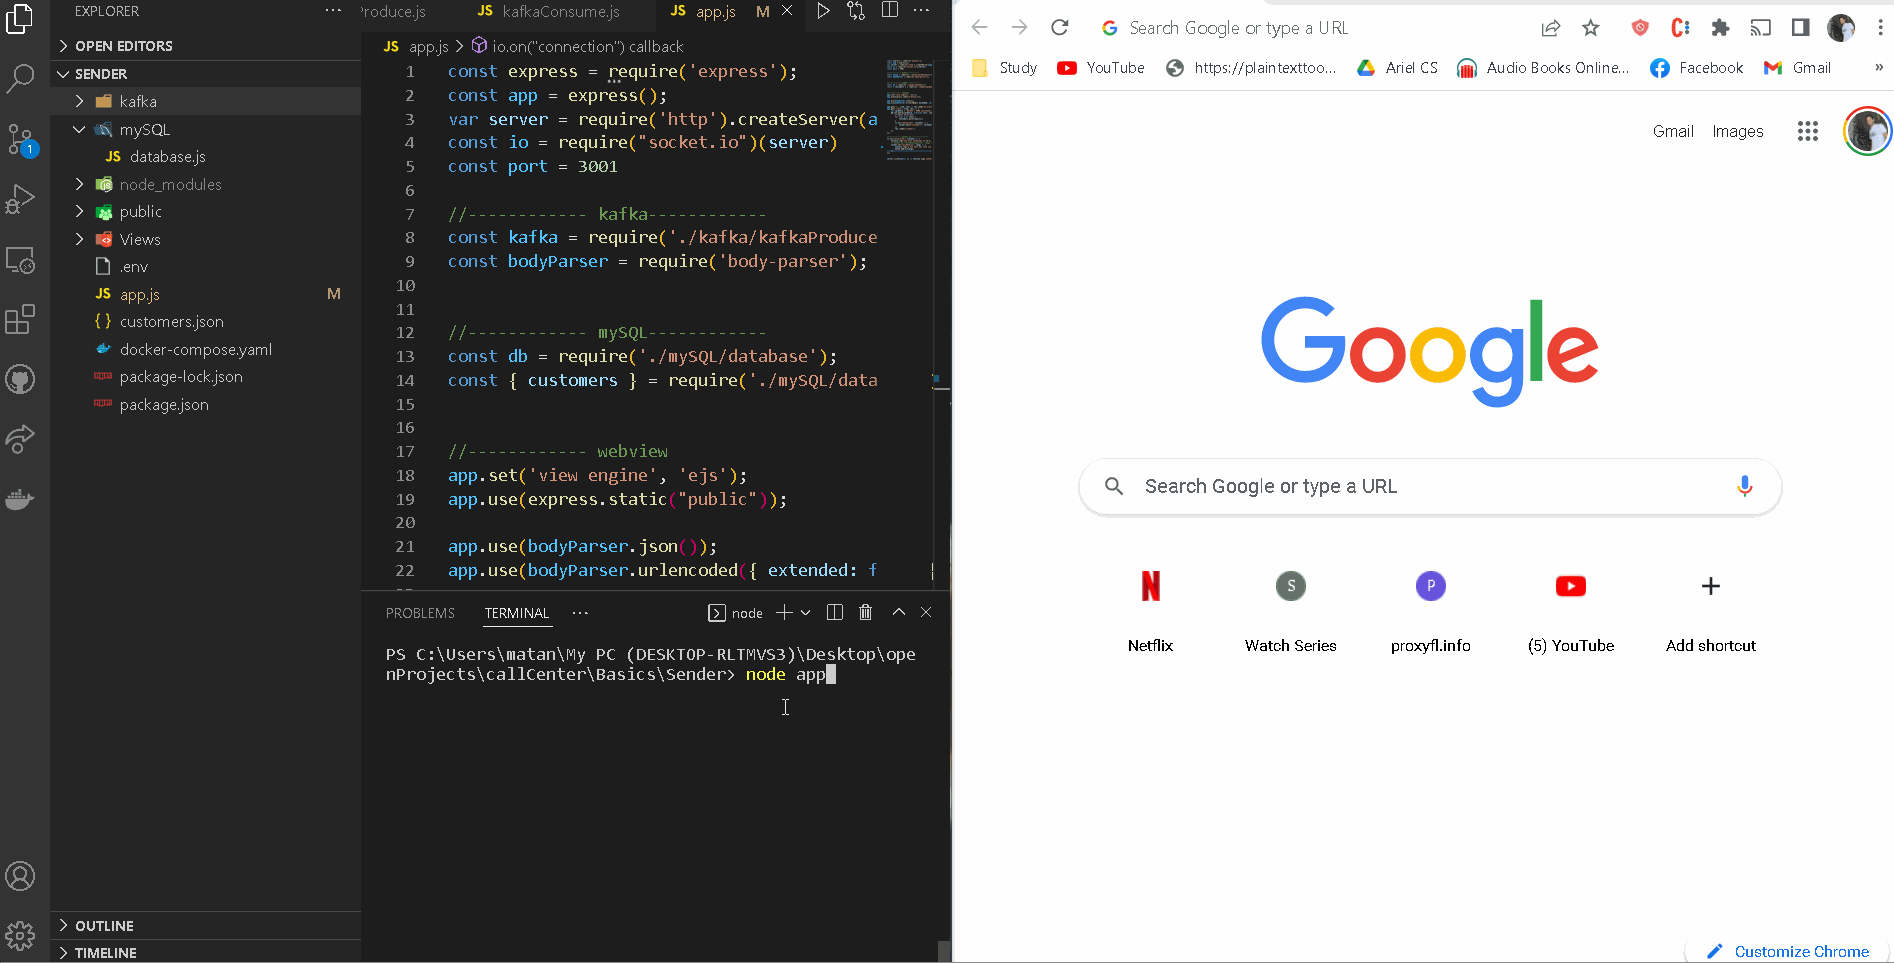 EXPLORER
OPEN EDITORS
SENDER
kafka
mySQL
JS database.js
node_modules
public
Views
.env
JS app.js M
{ } customers.json
docker-compose.yaml
package-lock.json
package.json
OUTLINE
TIMELINE
1
Produce.js
JS kafkaConsume.js
JS app.js M
JS app.js > io.on("connection") callback
1 const express = require('express');
2 const app = express();
3 var server = require('http').createServer(a
4 const io = require("socket.io")(server)
5 const port = 3001
6
7 //------------ kafka------------
8 const kafka = require('./kafka/kafkaProduce
9 const bodyParser = require('body-parser');
10
11
12 //------------ mySQL------------
13 const db = require('./mySQL/database');
14 const { customers } = require('./mySQL/data
15
16
17 //------------ webview
18 app.set('view engine', 'ejs');
19 app.use(express.static("public"));
20
21 app.use(bodyParser.json());
22 app.use(bodyParser.urlencoded({ extended: f
PROBLEMS TERMINAL ··· node
PS C:\Users\matan\My PC (DESKTOP-RLTMVS3)\Desktop\ope
nProjects\callCenter\Basics\Sender> node app
Search Google or type a URL
Study YouTube https://plaintexttoo... Ariel CS Audio Books Online... Facebook Gmail »
Gmail Images
Google
Search Google or type a URL
N S P
Netflix Watch Series proxyfl.info (5) YouTube Add shortcut
Customize Chrome